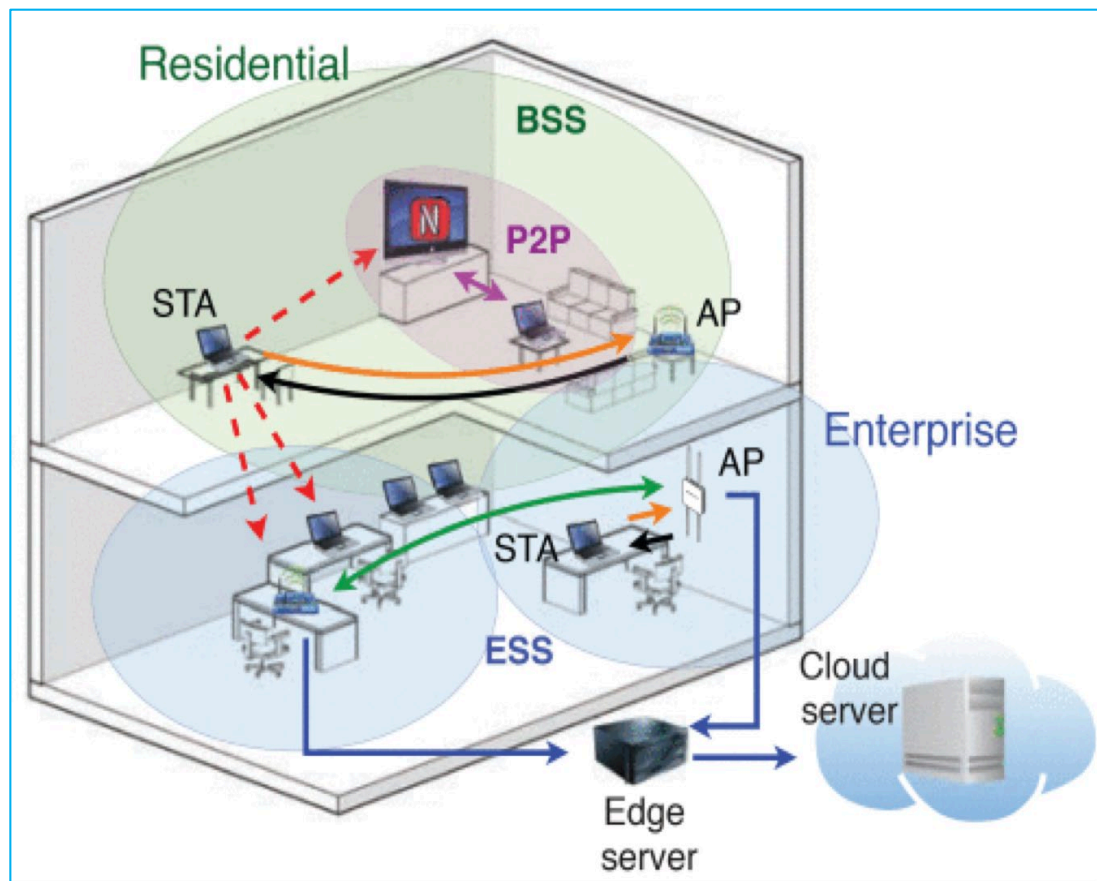 Residential
BSS
N
P2P
STA
AP
Enterprise
AP
STA
ESS
Cloud
server
Edge
server